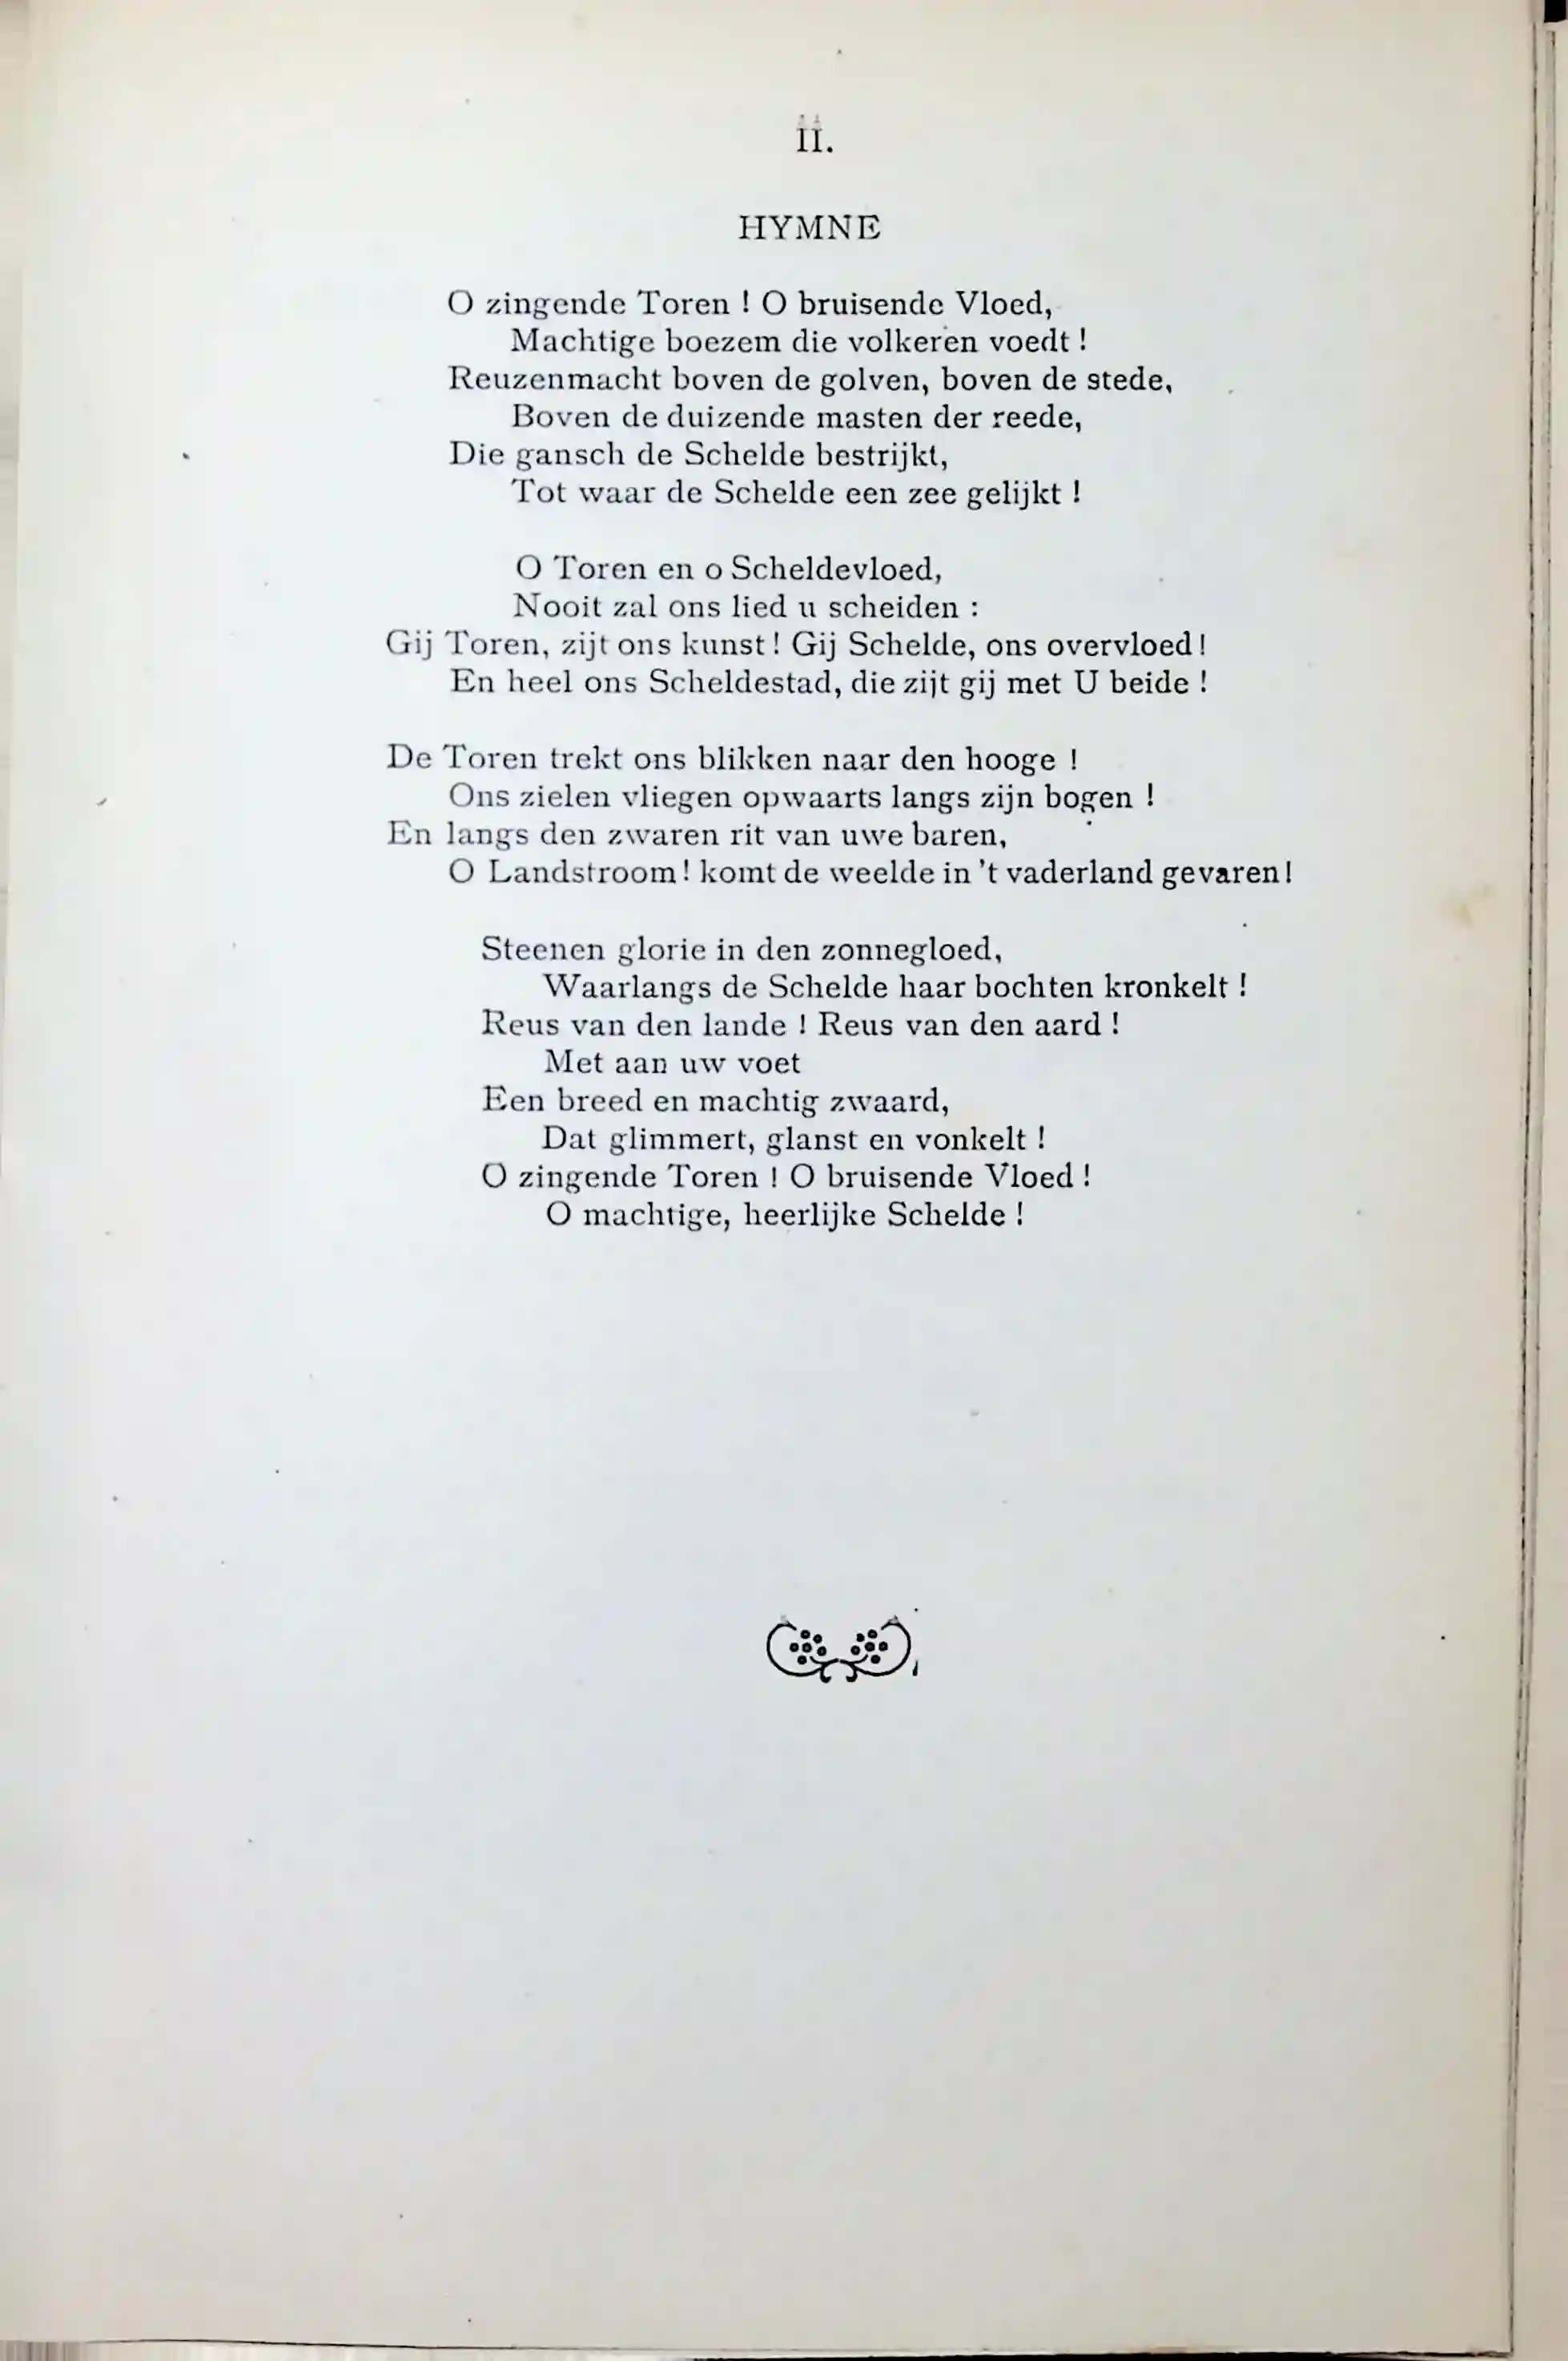 II.
HYMNE
O zingende Toren ! O bruisende Vloed,
Machtige boezem die volkeren voedt !
Reuzenmacht boven de golven, boven de stede,
Boven de duizende masten der reede,
Die gansch de Schelde bestrijkt,
Tot waar de Schelde een zee gelijkt !
O Toren en o Scheldevloed,
Nooit zal ons lied u scheiden :
Gij Toren, zijt ons kunst ! Gij Schelde, ons overvloed !
En heel ons Scheldestad, die zijt gij met U beide !
De Toren trekt ons blikken naar den hooge !
Ons zielen vliegen opwaarts langs zijn bogen !
En langs den zwaren rit van uwe baren,
O Landstroom ! komt de weelde in 't vaderland gevaren !
Steenen glorie in den zonnegloed,
Waarlangs de Schelde haar bochten kronkelt !
Reus van den lande ! Reus van den aard !
Met aan uw voet
Een breed en machtig zwaard,
Dat glimmert, glanst en vonkelt !
O zingende Toren ! O bruisende Vloed !
O machtige, heerlijke Schelde !